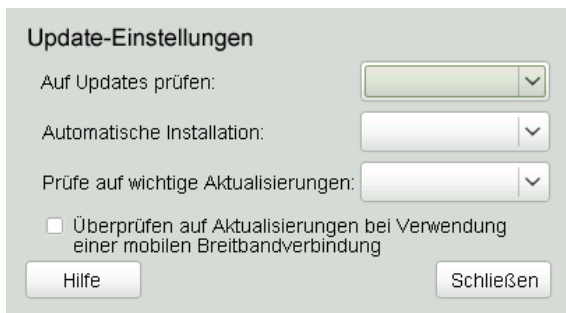 Update-Einstellungen
Auf Updates prüfen:
Automatische Installation:
Prüfe auf wichtige Aktualisierungen:
Überprüfen auf Aktualisierungen bei Verwendung
einer mobilen Breitbandverbindung
Hilfe
Schließen